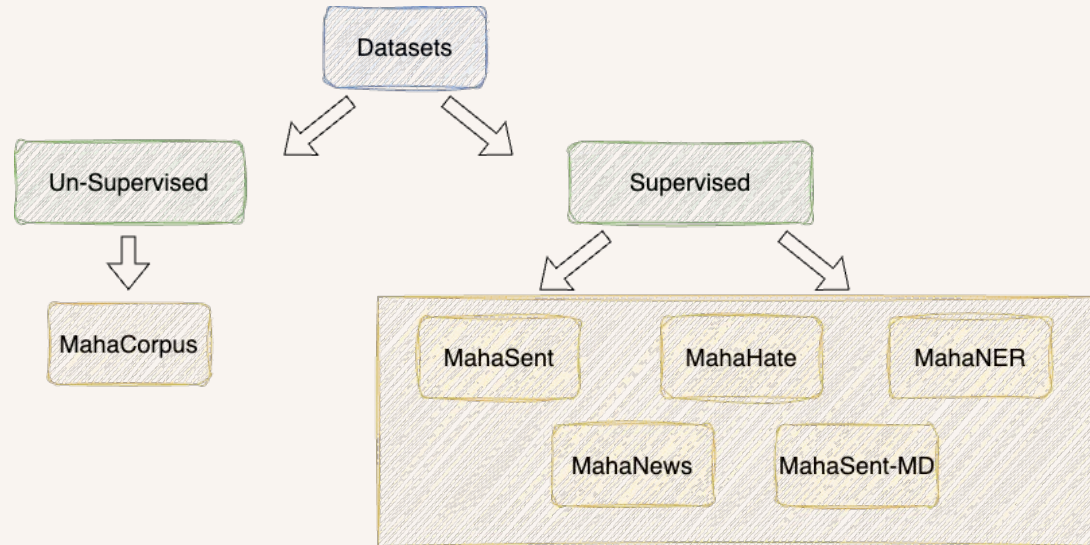 Datasets
Un-Supervised
Supervised
MahaCorpus
MahaSent
MahaHate
MahaNER
MahaNews
MahaSent-MD